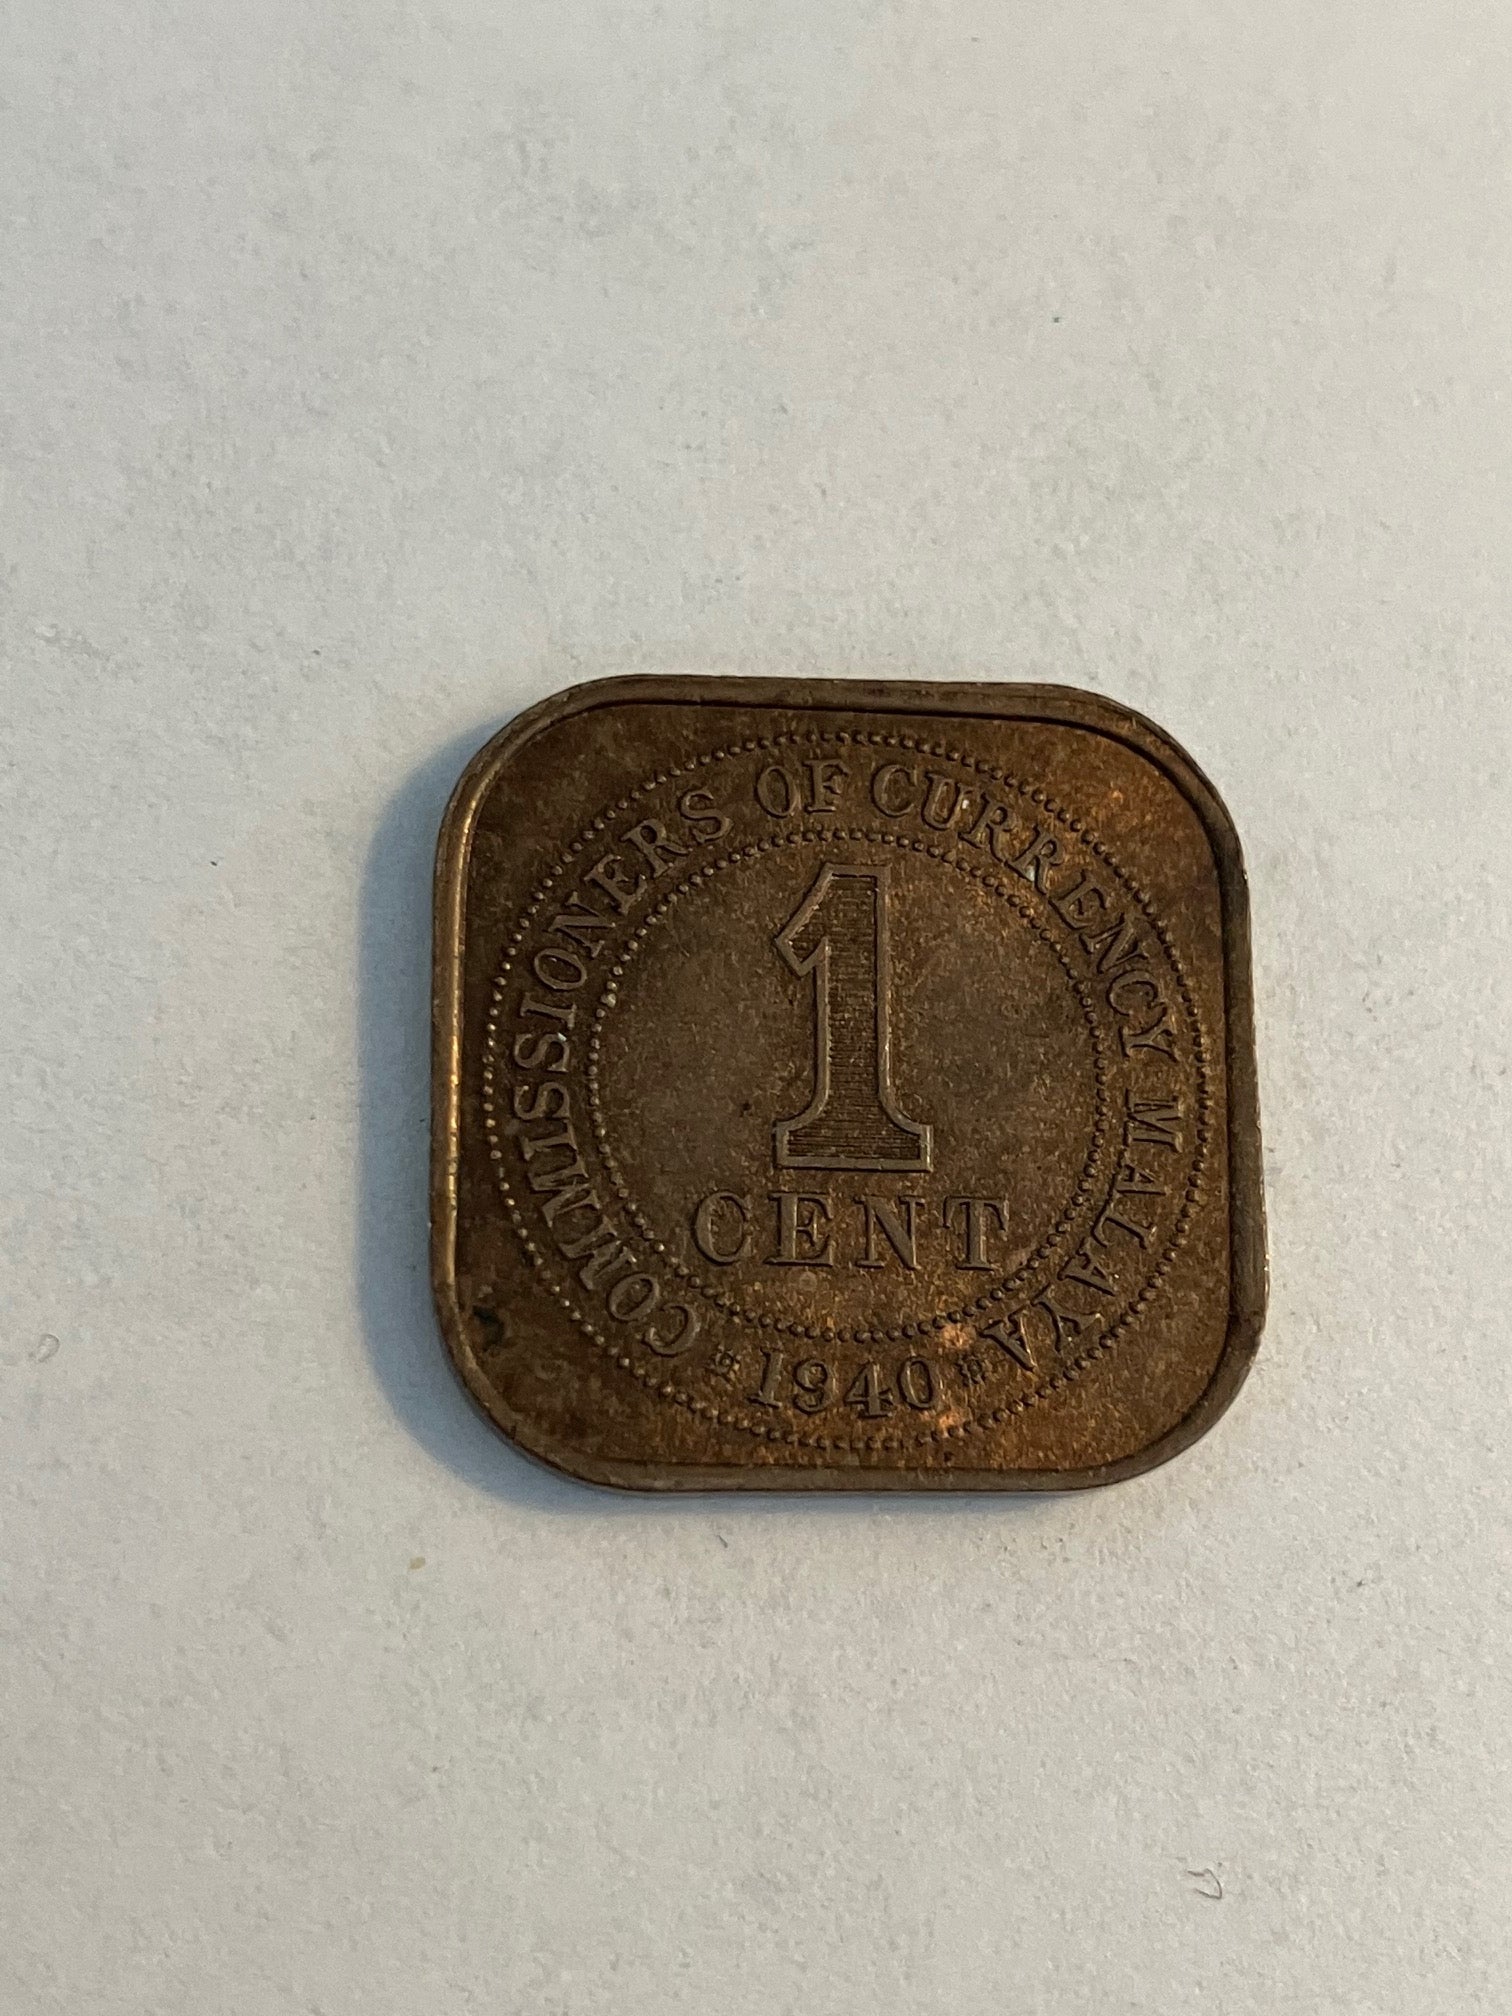 COMMISSIONERS OF CURRENCY MALAYA
1
CENT
1940